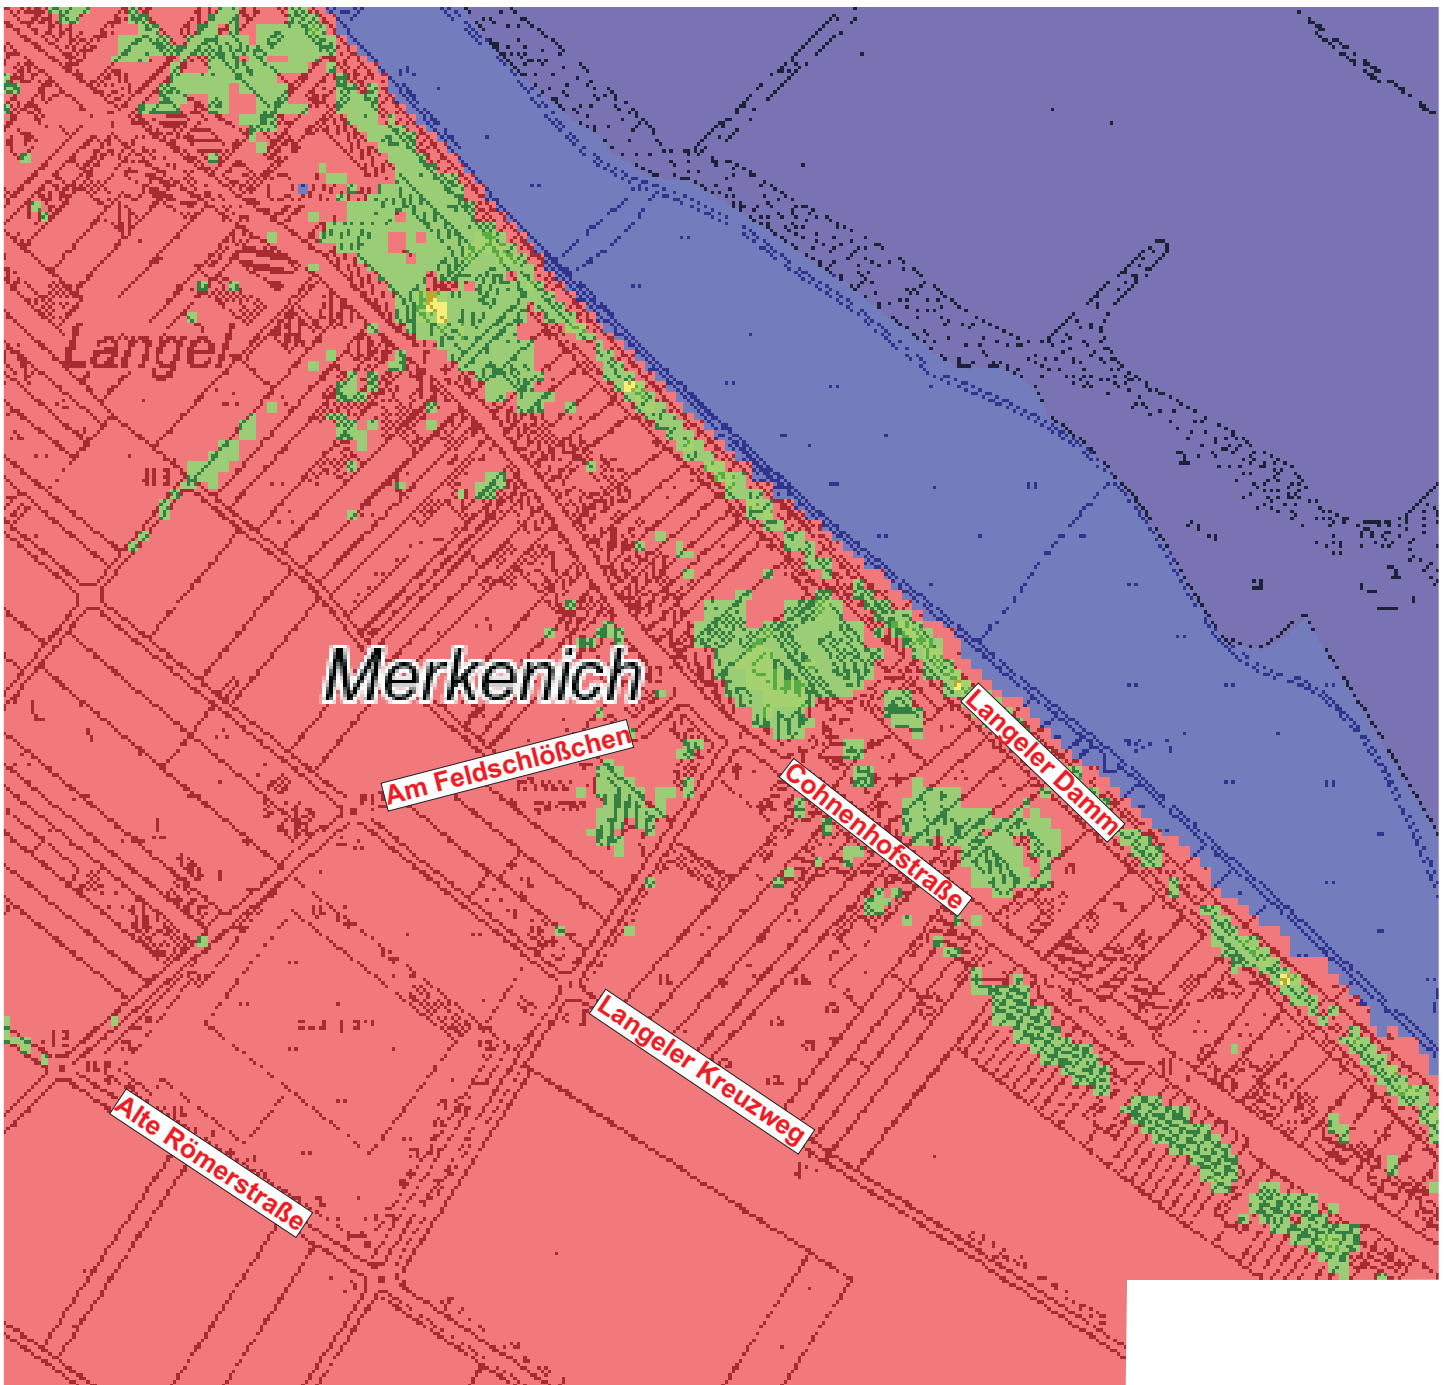 Langel
Merkenich
Am Feldschlößchen
Langeler Damm
Cohnenhofstraße
Langeler Kreuzweg
Alte Römerstraße